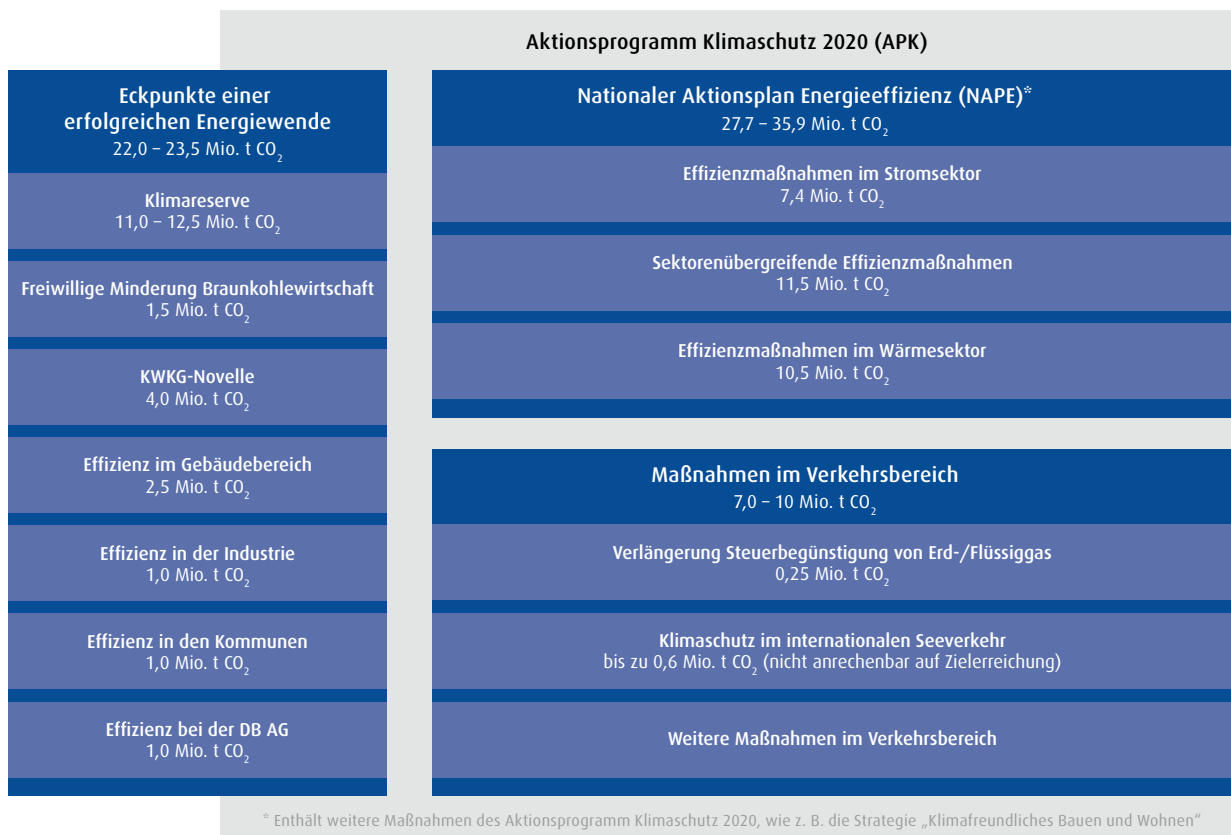 Aktionsprogramm Klimaschutz 2020 (APK)
Eckpunkte einer
erfolgreichen Energiewende
22,0 – 23,5 Mio. t CO₂
Klimareserve
11,0 – 12,5 Mio. t CO₂
Freiwillige Minderung Braunkohlewirtschaft
1,5 Mio. t CO₂
KWKG-Novelle
4,0 Mio. t CO₂
Effizienz im Gebäudebereich
2,5 Mio. t CO₂
Effizienz in der Industrie
1,0 Mio. t CO₂
Effizienz in den Kommunen
1,0 Mio. t CO₂
Effizienz bei der DB AG
1,0 Mio. t CO₂
Nationaler Aktionsplan Energieeffizienz (NAPE)*
27,7 – 35,9 Mio. t CO₂
Effizienzmaßnahmen im Stromsektor
7,4 Mio. t CO₂
Sektorenübergreifende Effizienzmaßnahmen
11,5 Mio. t CO₂
Effizienzmaßnahmen im Wärmesektor
10,5 Mio. t CO₂
Maßnahmen im Verkehrsbereich
7,0 – 10 Mio. t CO₂
Verlängerung Steuerbegünstigung von Erd-/Flüssiggas
0,25 Mio. t CO₂
Klimaschutz im internationalen Seeverkehr
bis zu 0,6 Mio. t CO₂ (nicht anrechenbar auf Zielerreichung)
Weitere Maßnahmen im Verkehrsbereich
* Enthält weitere Maßnahmen des Aktionsprogramm Klimaschutz 2020, wie z. B. die Strategie „Klimafreundliches Bauen und Wohnen“